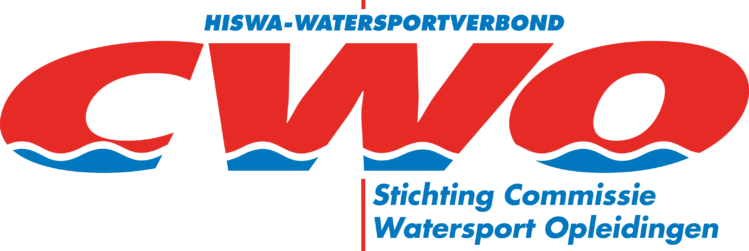 HISWA-WATERSPORTVERBOND
CWO
Stichting Commissie
Watersport Opleidingen